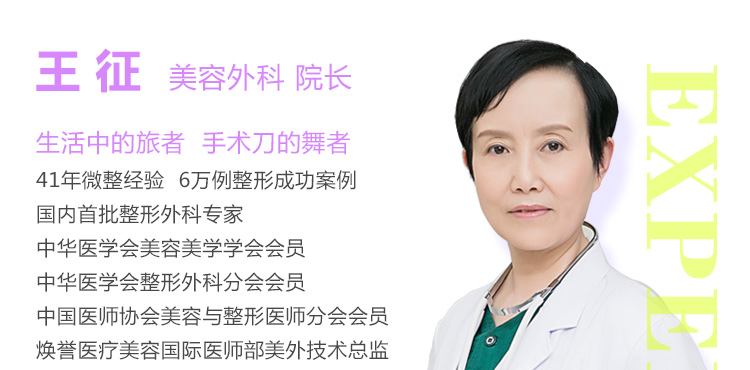 王 征 美容外科 院长
生活中的旅者 手术刀的舞者
41年微整经验 6万例整形成功案例
国内首批整形外科专家
中华医学会美容美学学会会员
中华医学会整形外科分会会员
中国医师协会美容与整形医师分会会员
焕誉医疗美容国际医师部美外技术总监
EXPE